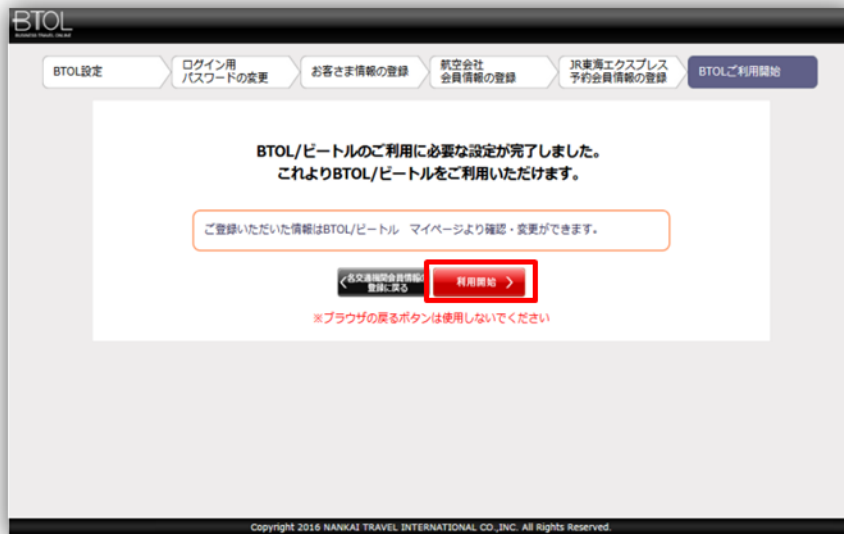 BTOL
BUSINESS TRAVEL ONLINE
BTOL設定
ログイン用
パスワードの変更
お客さま情報の登録
航空会社
会員情報の登録
JR東海エクスプレス
予約会員情報の登録
BTOLご利用開始
BTOL/ビートルのご利用に必要な設定が完了しました。
これよりBTOL/ビートルをご利用いただけます。
ご登録いただいた情報はBTOL/ビートル マイページより確認・変更ができます。
各交通機関会員情報の
登録に戻る
利用開始
※ブラウザの戻るボタンは使用しないでください
Copyright 2016 NANKAI TRAVEL INTERNATIONAL CO.,INC. All Rights Reserved.